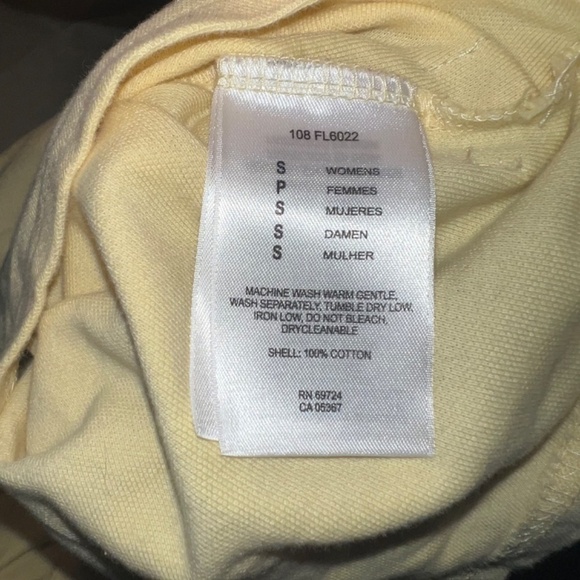 108 FL6022
S WOMENS
P FEMMES
S MUJERES
S DAMEN
S MULHER
MACHINE WASH WARM GENTLE,
WASH SEPARATELY, TUMBLE DRY LOW,
IRON LOW, DO NOT BLEACH,
DRYCLEANABLE
SHELL: 100% COTTON
RN 69724
CA 05367